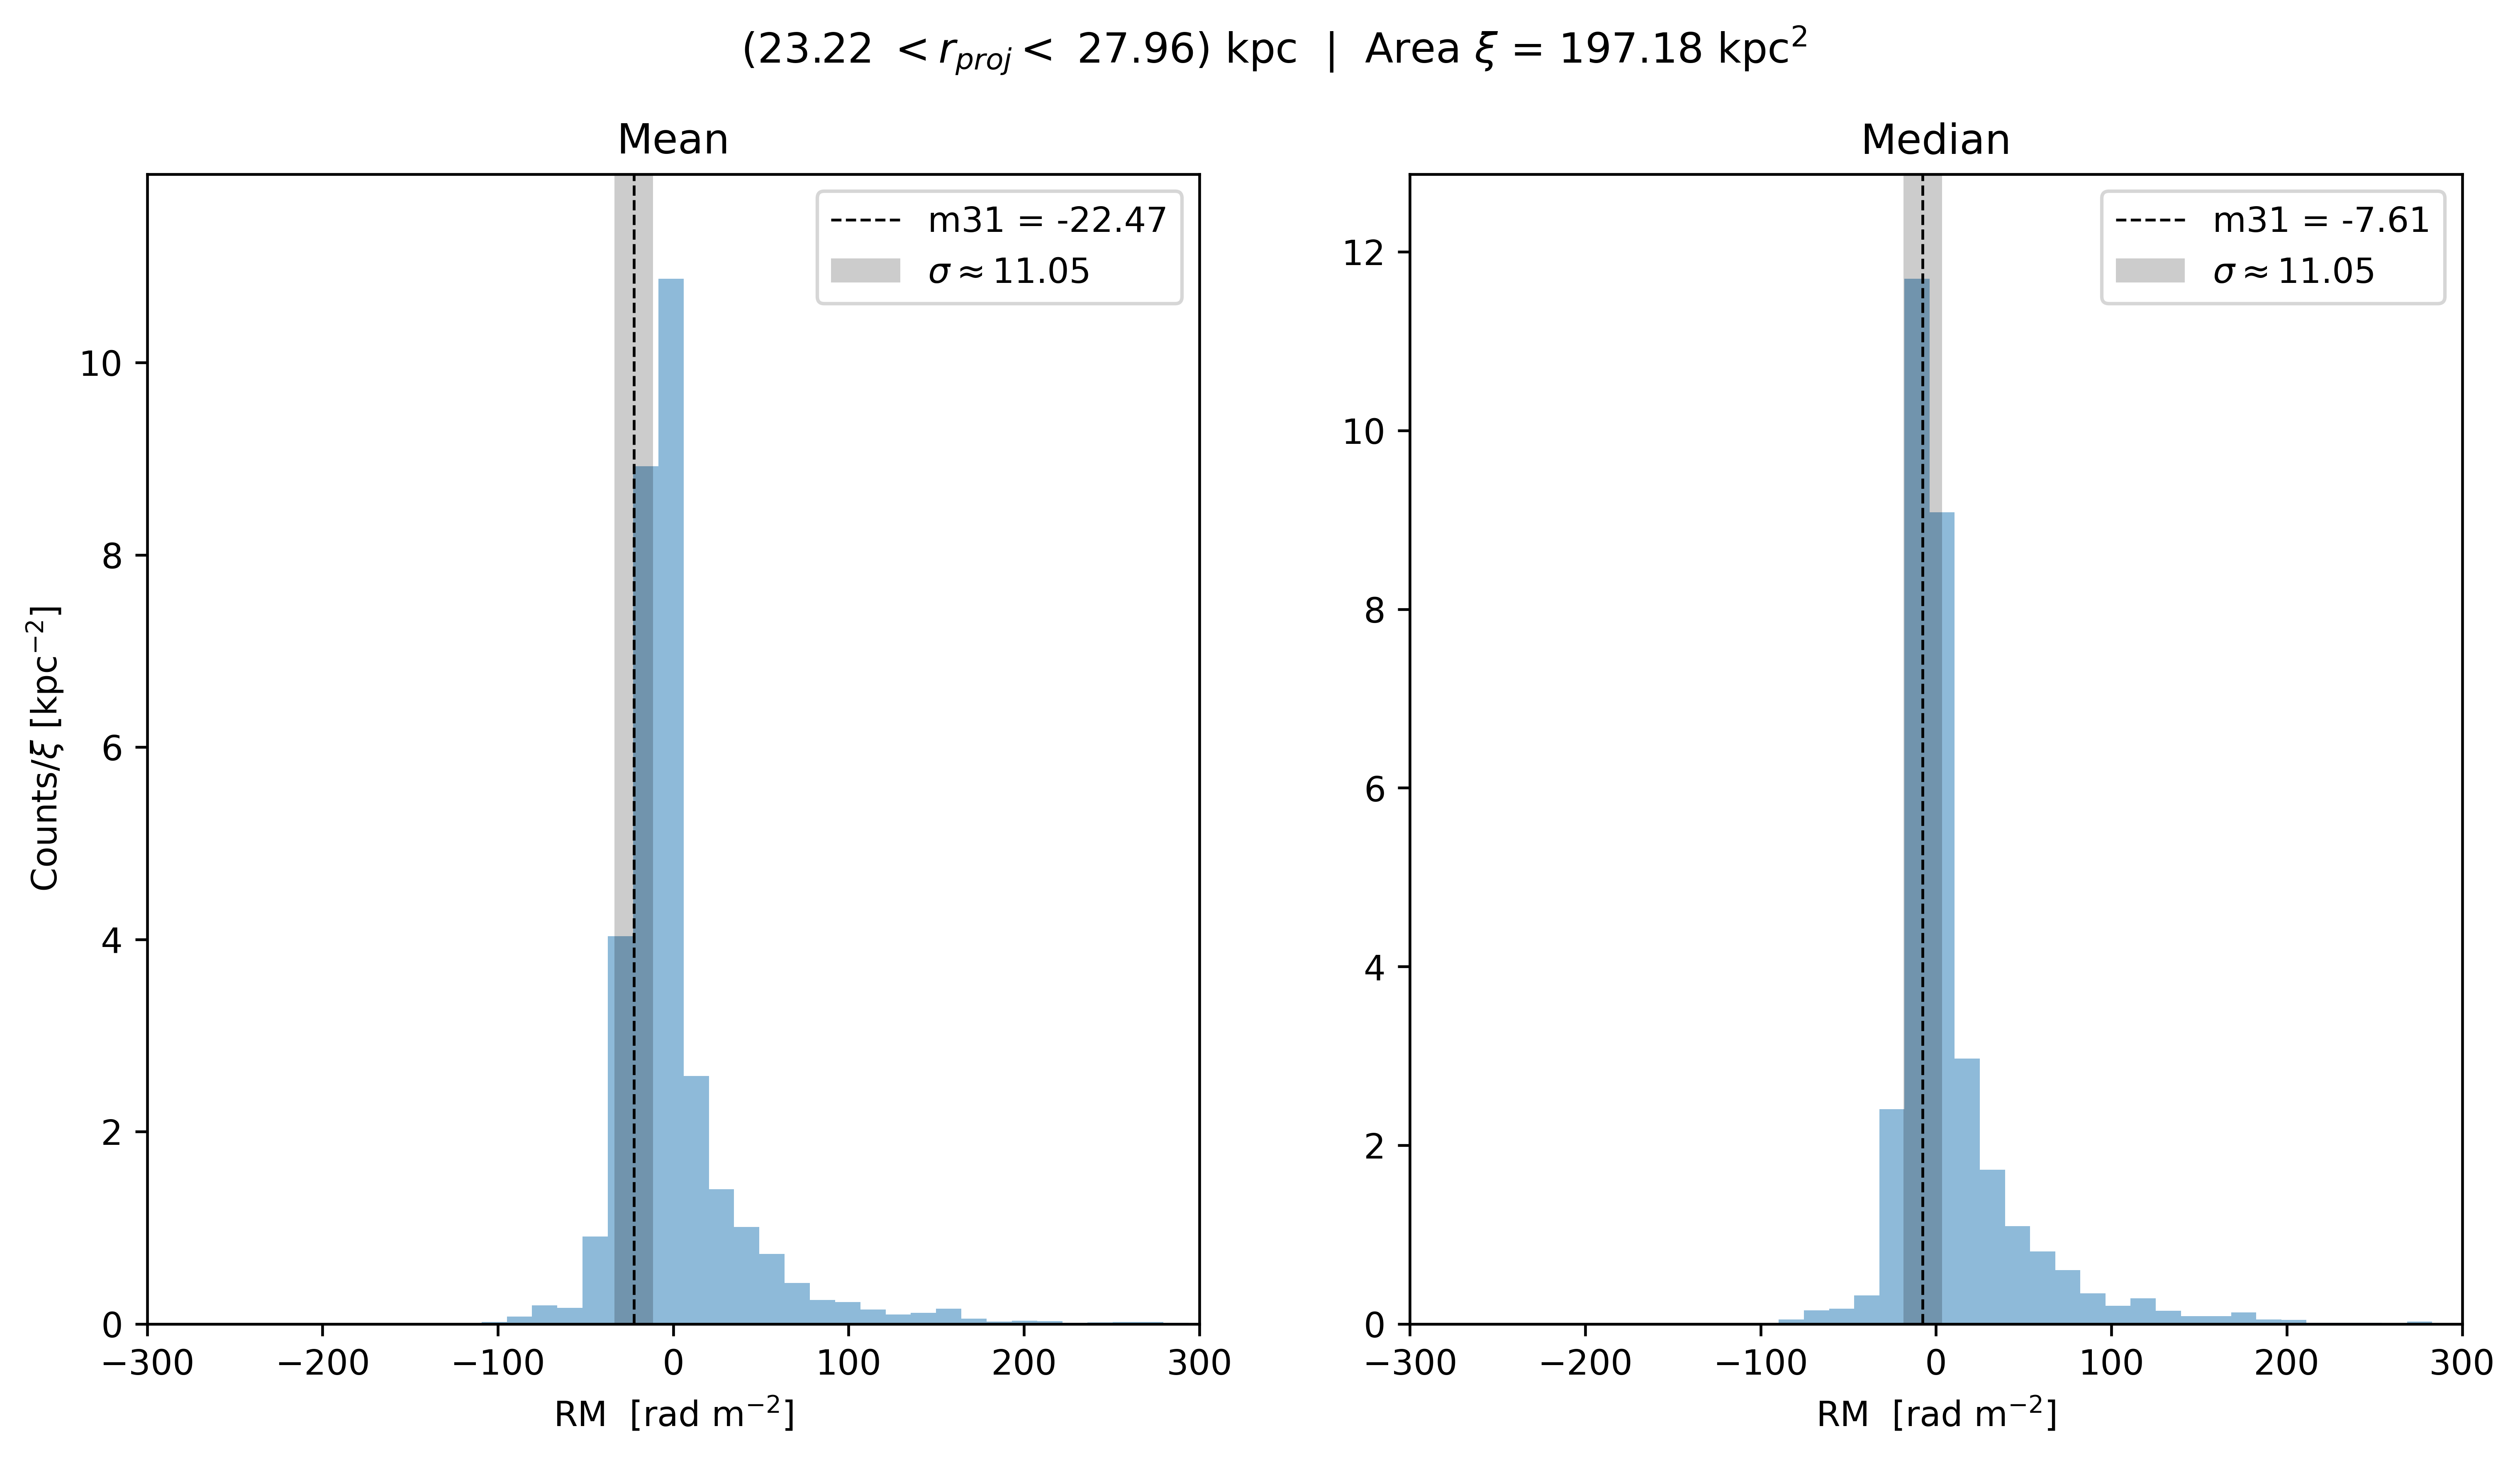 (23.22 < r_proj < 27.96) kpc | Area ξ = 197.18 kpc²
Mean
m31 = -22.47
σ ≈ 11.05
10
8
6
4
2
0
Counts/ξ [kpc⁻²]
−300 −200 −100 0 100 200 300
RM [rad m⁻²]
Median
m31 = -7.61
σ ≈ 11.05
12
10
8
6
4
2
0
−300 −200 −100 0 100 200 300
RM [rad m⁻²]